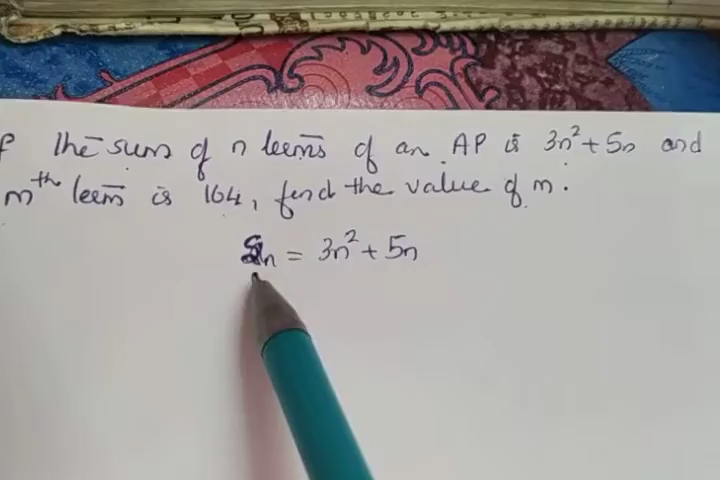 f the sum of n terms of an AP is 3n²+5n and
mᵗʰ term is 164, find the value of m.
Sn = 3n²+5n